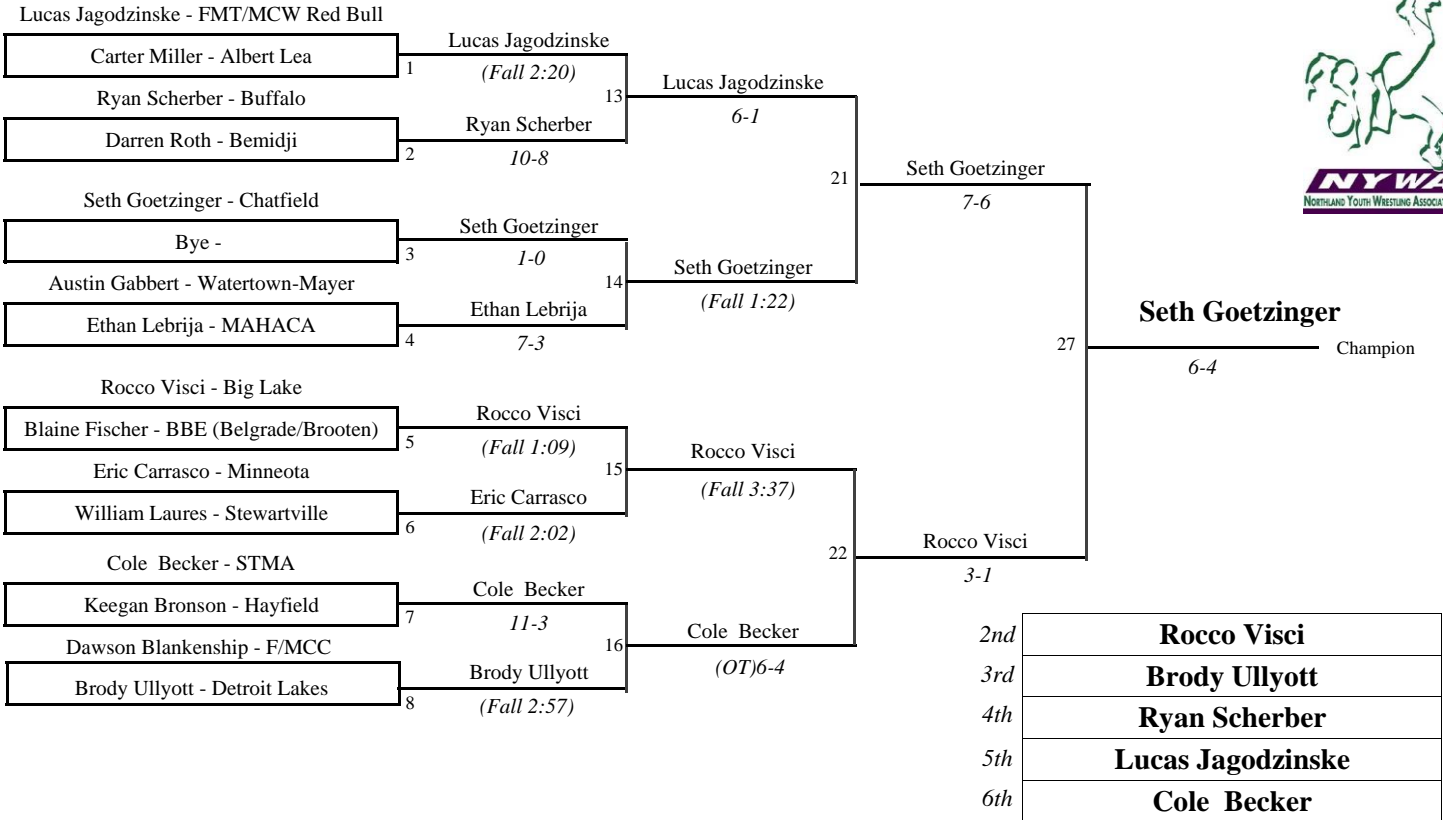 Lucas Jagodzinske - FMT/MCW Red Bull
Carter Miller - Albert Lea
1
Lucas Jagodzinske
(Fall 2:20)
Ryan Scherber - Buffalo
Darren Roth - Bemidji
2
Ryan Scherber
10-8
13
Lucas Jagodzinske
6-1
Seth Goetzinger - Chatfield
Bye -
3
Seth Goetzinger
1-0
Austin Gabbert - Watertown-Mayer
Ethan Lebrija - MAHACA
4
Ethan Lebrija
7-3
14
Seth Goetzinger
(Fall 1:22)
21
Seth Goetzinger
7-6
Rocco Visci - Big Lake
Blaine Fischer - BBE (Belgrade/Brooten)
5
Rocco Visci
(Fall 1:09)
Eric Carrasco - Minneota
William Laures - Stewartville
6
Eric Carrasco
(Fall 2:02)
15
Rocco Visci
(Fall 3:37)
Cole Becker - STMA
Keegan Bronson - Hayfield
7
Cole Becker
11-3
Dawson Blankenship - F/MCC
Brody Ullyott - Detroit Lakes
8
Brody Ullyott
(Fall 2:57)
16
Cole Becker
(OT)6-4
22
Rocco Visci
3-1
27
Seth Goetzinger
6-4
Champion
NYWA
NORTHLAND YOUTH WRESTLING
2nd Rocco Visci
3rd Brody Ullyott
4th Ryan Scherber
5th Lucas Jagodzinske
6th Cole Becker